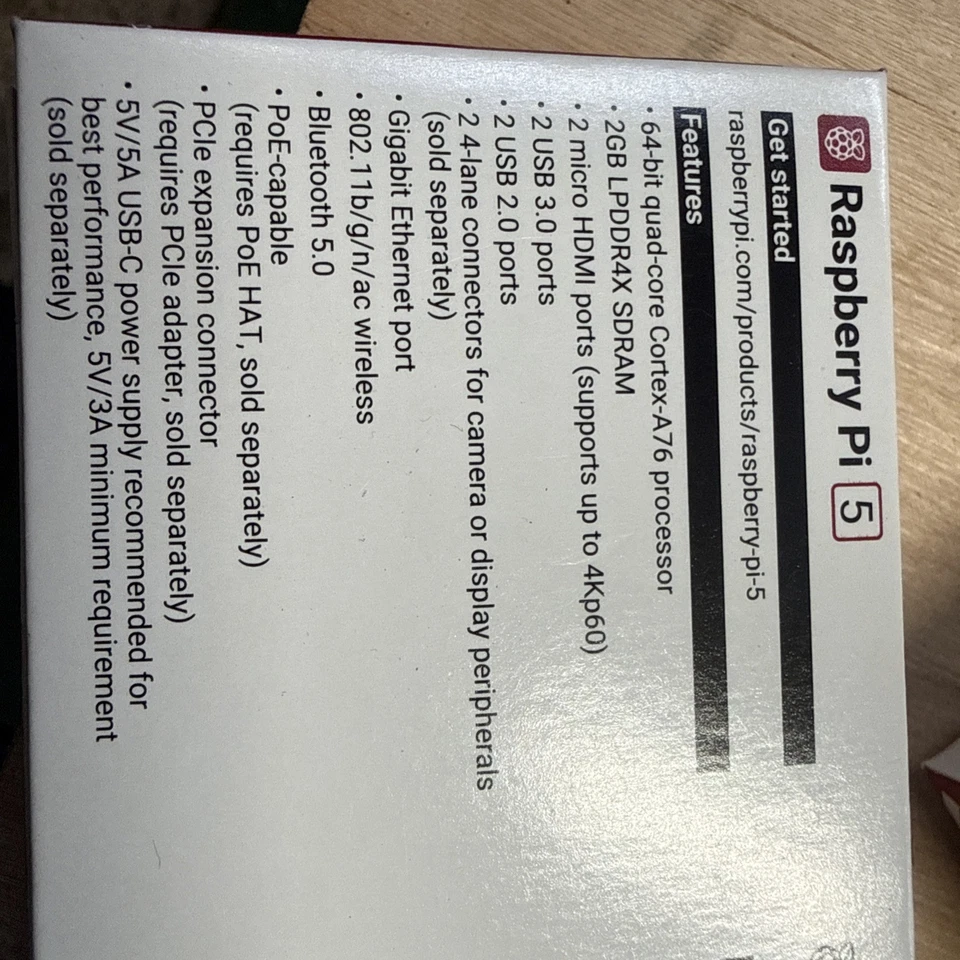 Raspberry Pi 5
Get started
raspberrypi.com/products/raspberry-pi-5
Features
• 64-bit quad-core Cortex-A76 processor
• 2GB LPDDR4X SDRAM
• 2 micro HDMI ports (supports up to 4Kp60)
• 2 USB 3.0 ports
• 2 USB 2.0 ports
• 2 4-lane connectors for camera or display peripherals
(sold separately)
• Gigabit Ethernet port
• 802.11b/g/n/ac wireless
• Bluetooth 5.0
• PoE-capable
(requires PoE HAT, sold separately)
• PCIe expansion connector
(requires PCIe adapter, sold separately)
• 5V/5A USB-C power supply recommended for
best performance, 5V/3A minimum requirement
(sold separately)